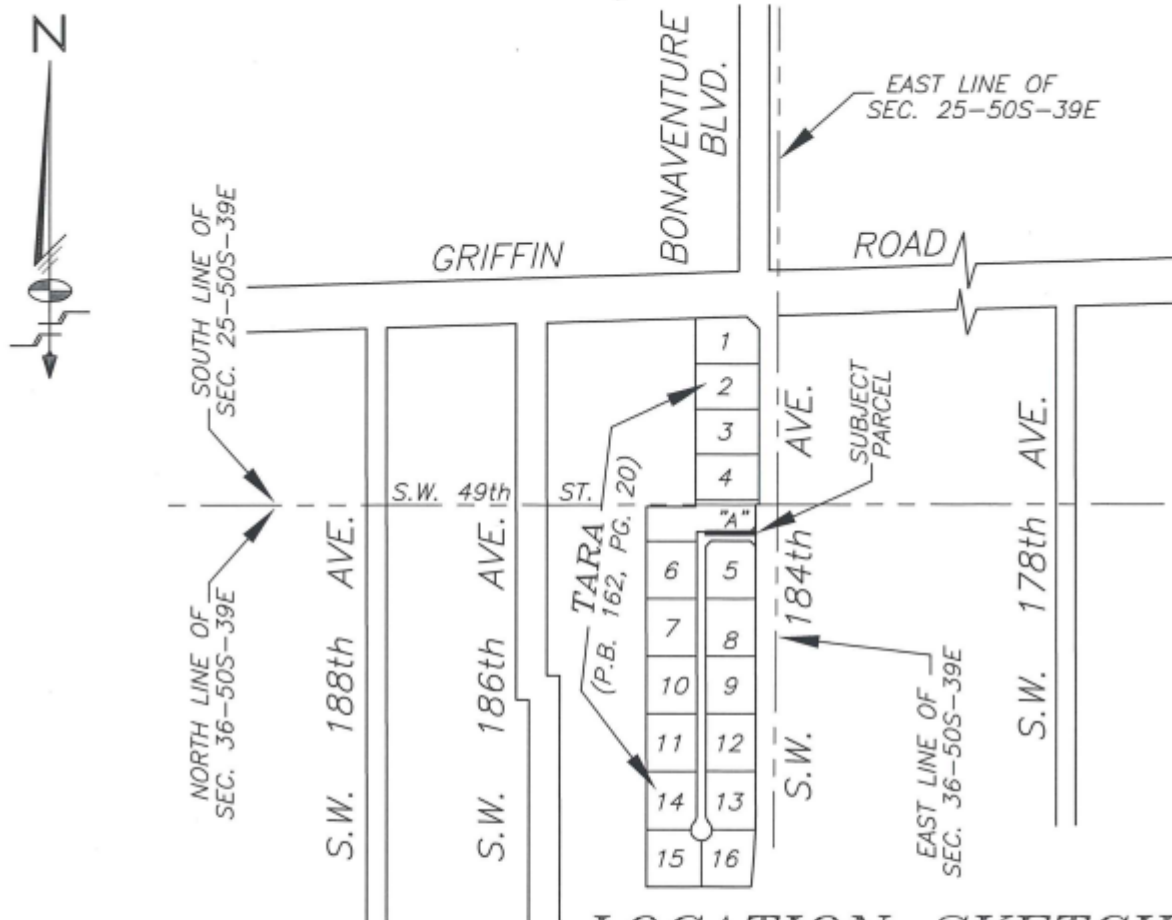 N
BONAVENTURE
BLVD.
EAST LINE OF
SEC. 25-50S-39E
SOUTH LINE OF
SEC. 25-50S-39E
GRIFFIN
ROAD
1
2
3
4
SUBJECT
PARCEL
S.W. 49th
ST.
"A"
TARA
(P.B. 162, PG. 20)
6
5
7
8
10
9
11
12
14
13
15
16
NORTH LINE OF
SEC. 36-50S-39E
S.W. 188th AVE.
S.W. 186th AVE.
S.W. 184th AVE.
EAST LINE OF
SEC. 36-50S-39E
S.W. 178th AVE.
LOCATION SKETCH